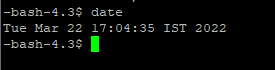 -bash-4.3$ date
Tue Mar 22 17:04:35 IST 2022
-bash-4.3$